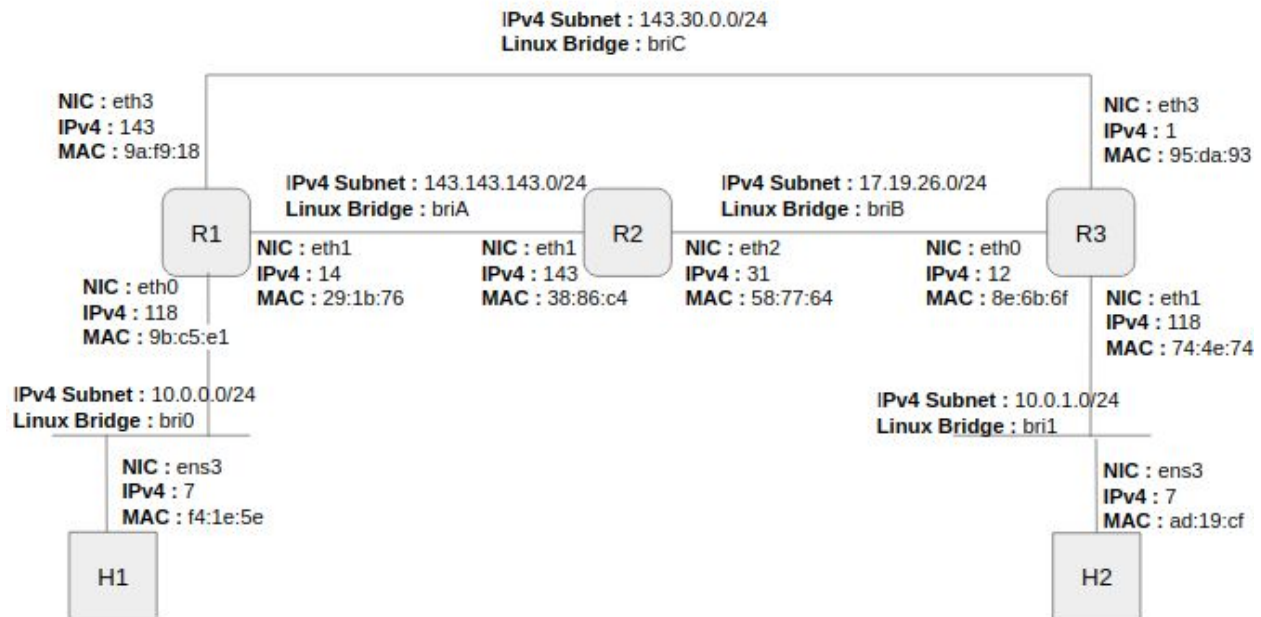 IPv4 Subnet : 143.30.0.0/24
Linux Bridge : briC
NIC : eth3
IPv4 : 143
MAC : 9a:f9:18
NIC : eth3
IPv4 : 1
MAC : 95:da:93
IPv4 Subnet : 143.143.143.0/24
Linux Bridge : briA
IPv4 Subnet : 17.19.26.0/24
Linux Bridge : briB
R1
R2
R3
NIC : eth1
IPv4 : 14
MAC : 29:1b:76
NIC : eth1
IPv4 : 143
MAC : 38:86:c4
NIC : eth2
IPv4 : 31
MAC : 58:77:64
NIC : eth0
IPv4 : 12
MAC : 8e:6b:6f
NIC : eth0
IPv4 : 118
MAC : 9b:c5:e1
NIC : eth1
IPv4 : 118
MAC : 74:4e:74
IPv4 Subnet : 10.0.0.0/24
Linux Bridge : bri0
IPv4 Subnet : 10.0.1.0/24
Linux Bridge : bri1
NIC : ens3
IPv4 : 7
MAC : f4:1e:5e
NIC : ens3
IPv4 : 7
MAC : ad:19:cf
H1
H2